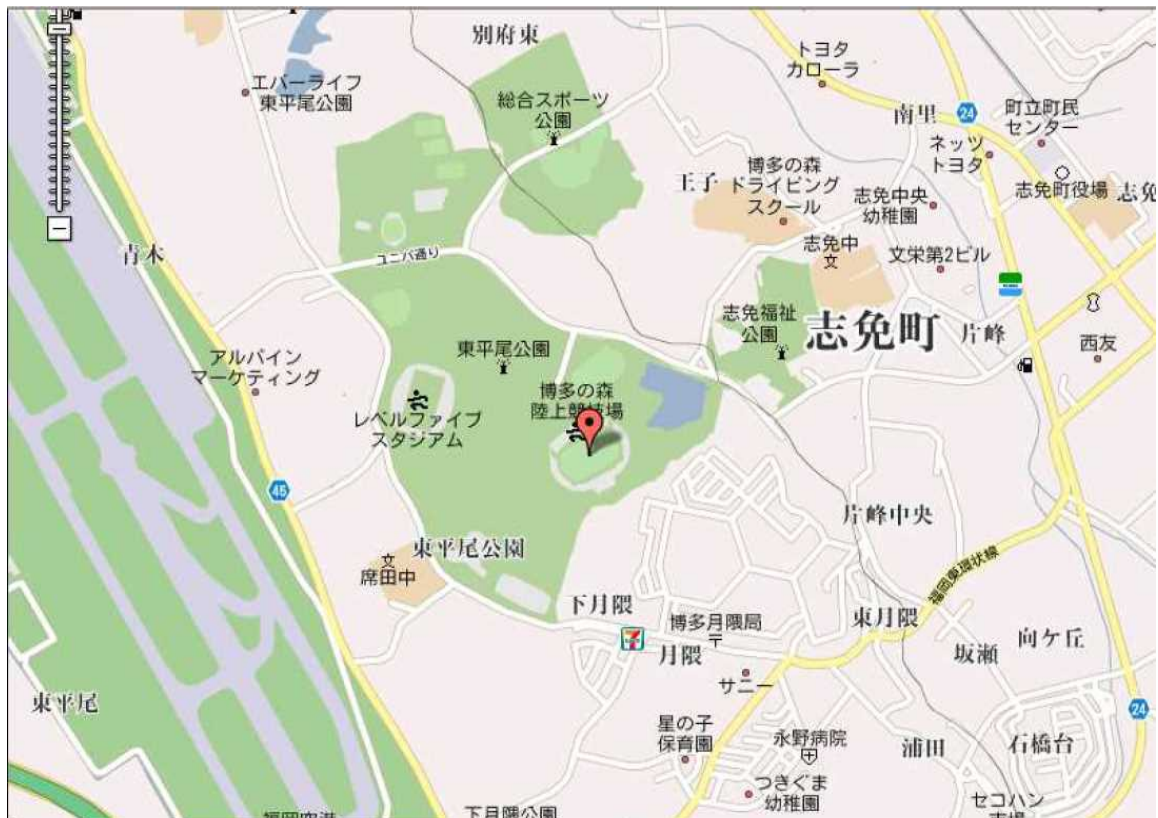 別府東
トヨタ
カローラ
エバーライフ
東平尾公園
総合スポーツ
公園
南里
24
町立町民
センター
ネッツ
トヨタ
王子
博多の森
ドライビング
スクール
志免中央
幼稚園
志免町役場
志免
青木
ユニバ通り
志免中
文
文栄第2ビル
志免福祉
公園
志免町
片峰
西友
アルパイン
マーケティング
東平尾公園
博多の森
陸上競技場
レベルファイブ
スタジアム
45
片峰中央
東平尾公園
文
席田中
福岡東環状線
下月隈
7
博多月隈局
〒
月隈
東月隈
坂瀬
向ケ丘
サニー
東平尾
24
星の子
保育園
永野病院
浦田
石橋台
つきぐま
幼稚園
セコハン
市場
福岡空港
下月隈公園